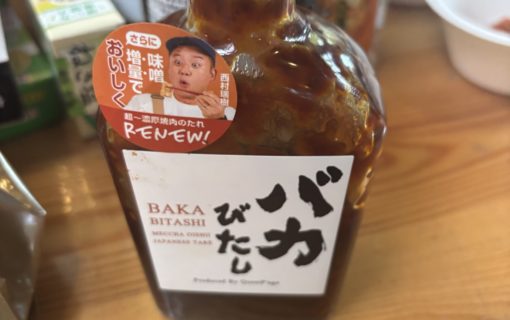 さらに
味噌
増量で
おいしく
西村瑞樹
超〜濃厚焼肉のたれ
RENEW!
バカ
びたし
BAKA
BITASHI
MECCHA OISHII
JAPANESE TARE
Produced By